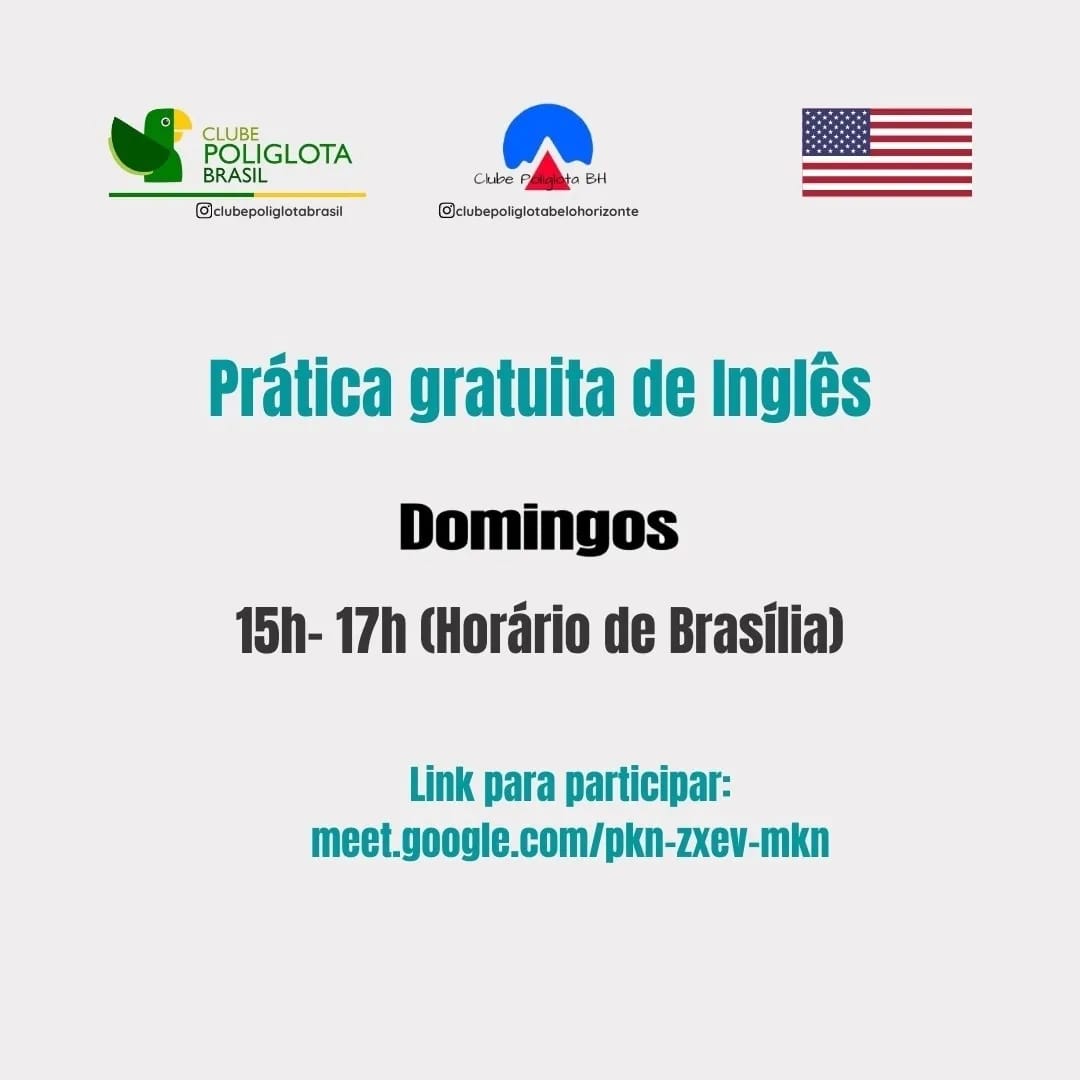 CLUBE
POLIGLOTA
BRASIL
clubepoliglotabrasil
Clube Poliglota BH
clubepoliglotabelohorizonte
Prática gratuita de Inglês
Domingos
15h- 17h (Horário de Brasília)
Link para participar:
meet.google.com/pkn-zxev-mkn